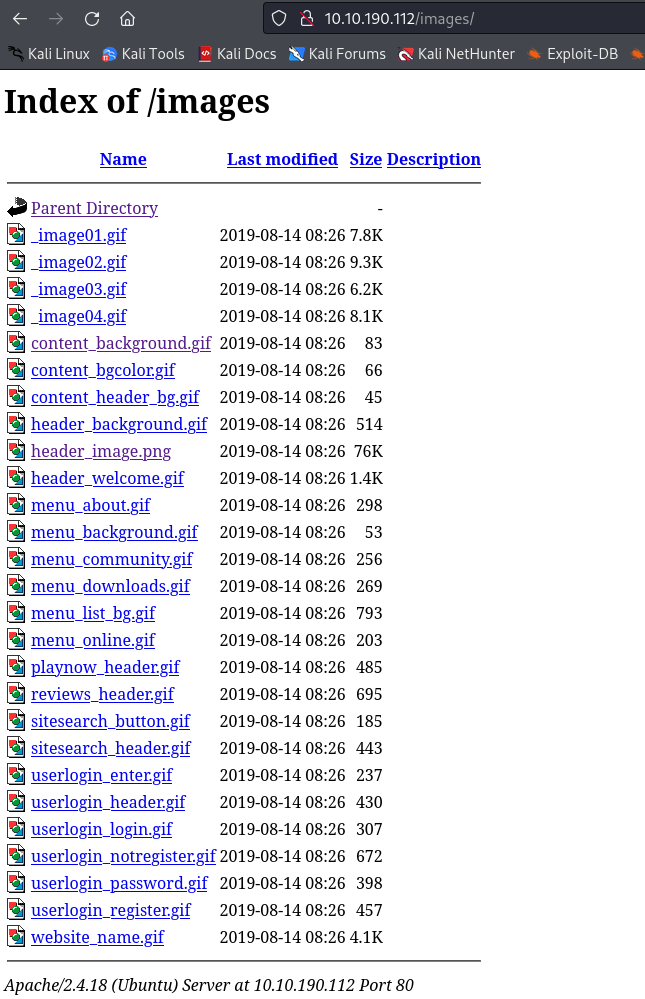 10.10.190.112/images/
Kali Linux Kali Tools Kali Docs Kali Forums Kali NetHunter Exploit-DB
Index of /images
Name Last modified Size Description
Parent Directory -
_image01.gif 2019-08-14 08:26 7.8K
_image02.gif 2019-08-14 08:26 9.3K
_image03.gif 2019-08-14 08:26 6.2K
_image04.gif 2019-08-14 08:26 8.1K
content_background.gif 2019-08-14 08:26 83
content_bgcolor.gif 2019-08-14 08:26 66
content_header_bg.gif 2019-08-14 08:26 45
header_background.gif 2019-08-14 08:26 514
header_image.png 2019-08-14 08:26 76K
header_welcome.gif 2019-08-14 08:26 1.4K
menu_about.gif 2019-08-14 08:26 298
menu_background.gif 2019-08-14 08:26 53
menu_community.gif 2019-08-14 08:26 256
menu_downloads.gif 2019-08-14 08:26 269
menu_list_bg.gif 2019-08-14 08:26 793
menu_online.gif 2019-08-14 08:26 203
playnow_header.gif 2019-08-14 08:26 485
reviews_header.gif 2019-08-14 08:26 695
sitesearch_button.gif 2019-08-14 08:26 185
sitesearch_header.gif 2019-08-14 08:26 443
userlogin_enter.gif 2019-08-14 08:26 237
userlogin_header.gif 2019-08-14 08:26 430
userlogin_login.gif 2019-08-14 08:26 307
userlogin_notregister.gif 2019-08-14 08:26 672
userlogin_password.gif 2019-08-14 08:26 398
userlogin_register.gif 2019-08-14 08:26 457
website_name.gif 2019-08-14 08:26 4.1K
Apache/2.4.18 (Ubuntu) Server at 10.10.190.112 Port 80